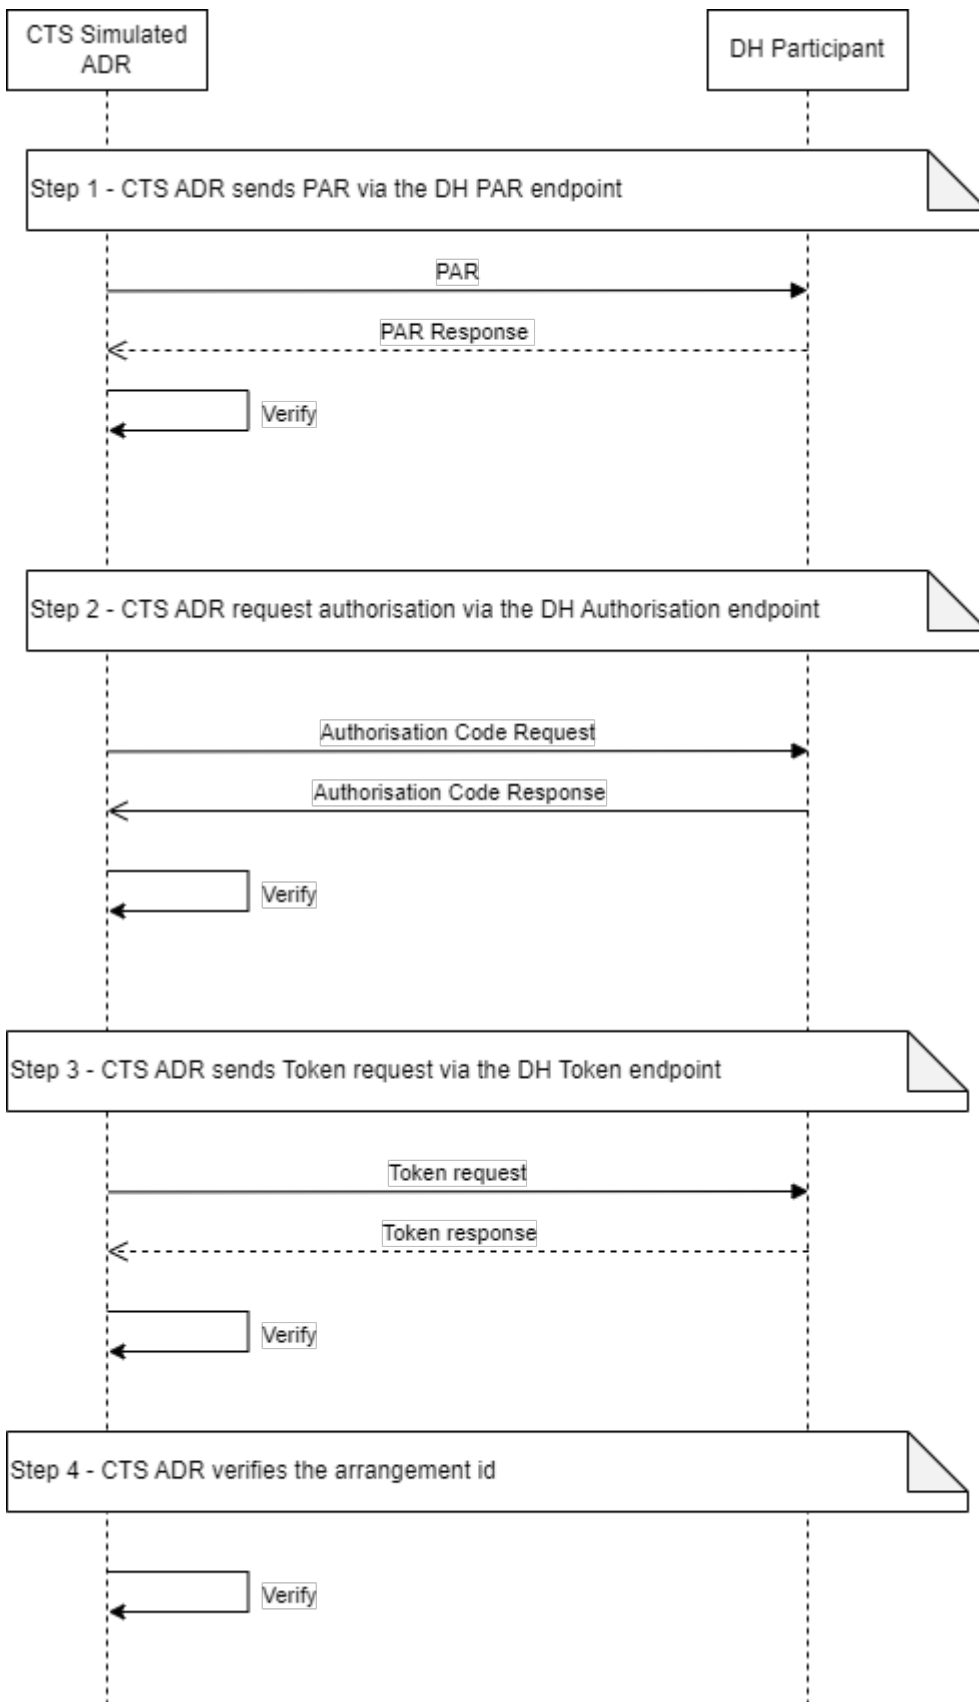 CTS Simulated
ADR
DH Participant
Step 1 - CTS ADR sends PAR via the DH PAR endpoint
PAR
PAR Response
Verify
Step 2 - CTS ADR request authorisation via the DH Authorisation endpoint
Authorisation Code Request
Authorisation Code Response
Verify
Step 3 - CTS ADR sends Token request via the DH Token endpoint
Token request
Token response
Verify
Step 4 - CTS ADR verifies the arrangement id
Verify